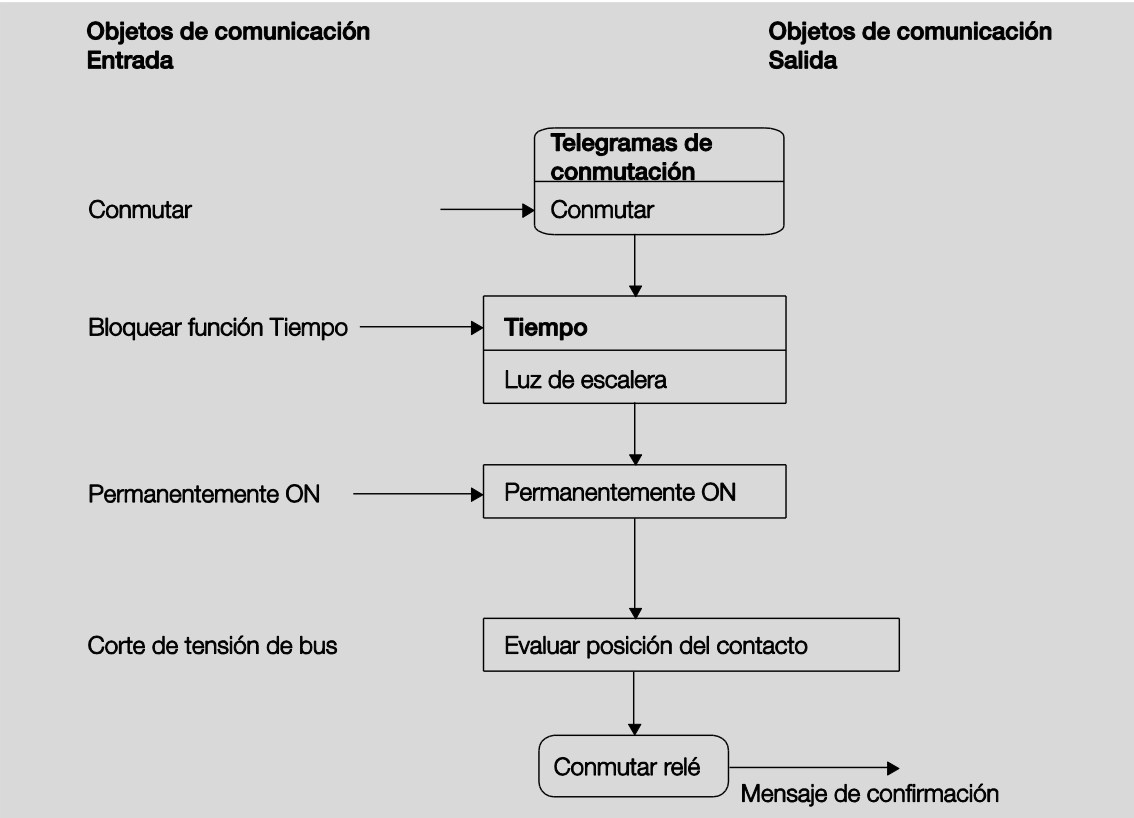 Objetos de comunicación
Entrada
Objetos de comunicación
Salida
Telegramas de
conmutación
Conmutar
Conmutar
Bloquear función Tiempo
Tiempo
Luz de escalera
Permanentemente ON
Permanentemente ON
Corte de tensión de bus
Evaluar posición del contacto
Conmutar relé
Mensaje de confirmación